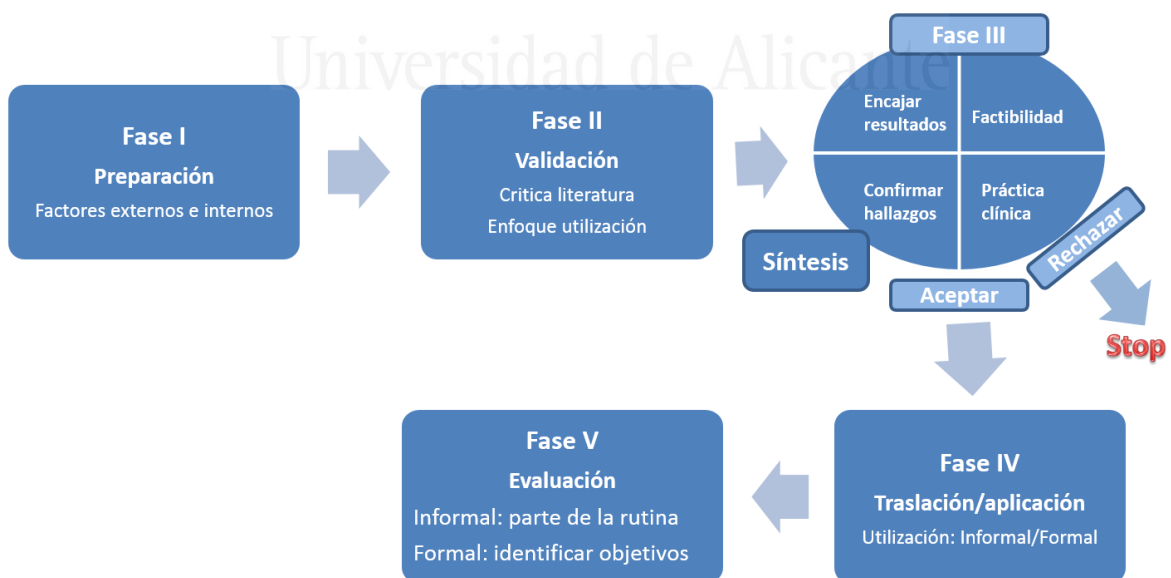 Universidad de Alicante
Fase I
Preparación
Factores externos e internos
Fase II
Validación
Critica literatura
Enfoque utilización
Fase III
Encajar
resultados
Factibilidad
Confirmar
hallazgos
Práctica
clínica
Síntesis
Aceptar
Rechazar
Stop
Fase IV
Traslación/aplicación
Utilización: Informal/Formal
Fase V
Evaluación
Informal: parte de la rutina
Formal: identificar objetivos